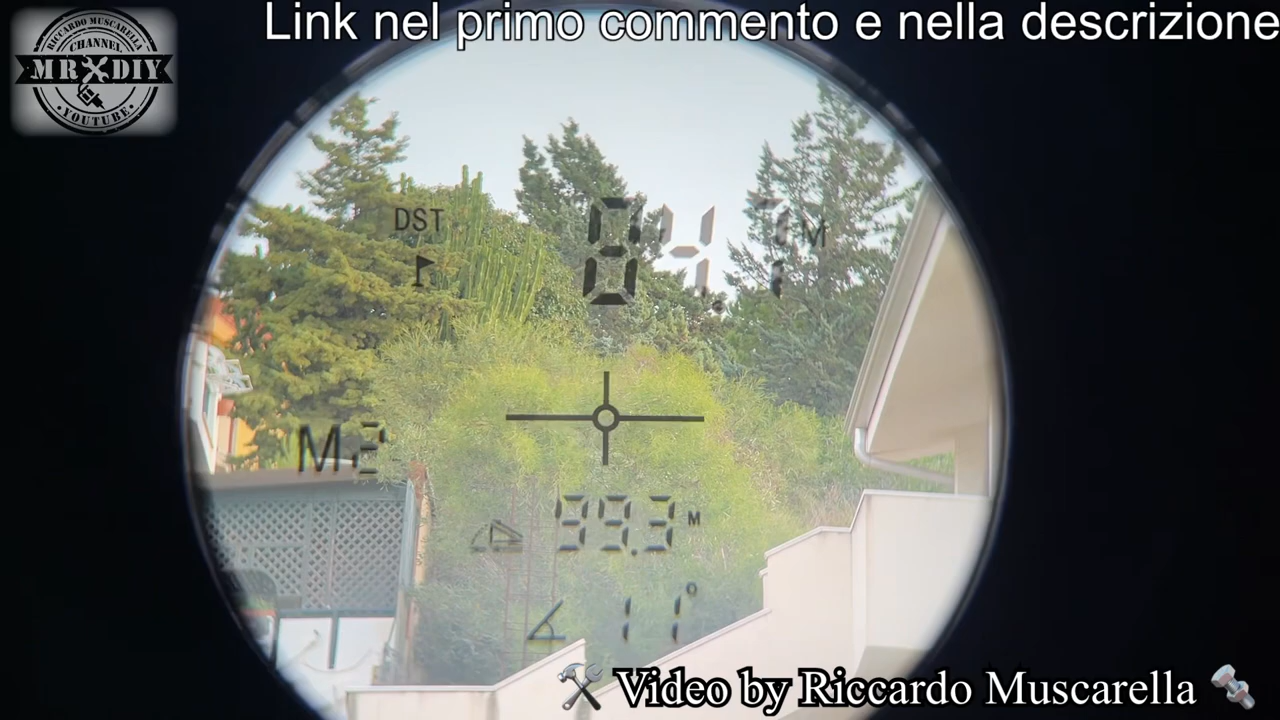 Link nel primo commento e nella descrizione
RICCARDO MUSCARELLA
CHANNEL
MR DIY
YOUTUBE
DST
M
M2
99.3 M
11°
Video by Riccardo Muscarella